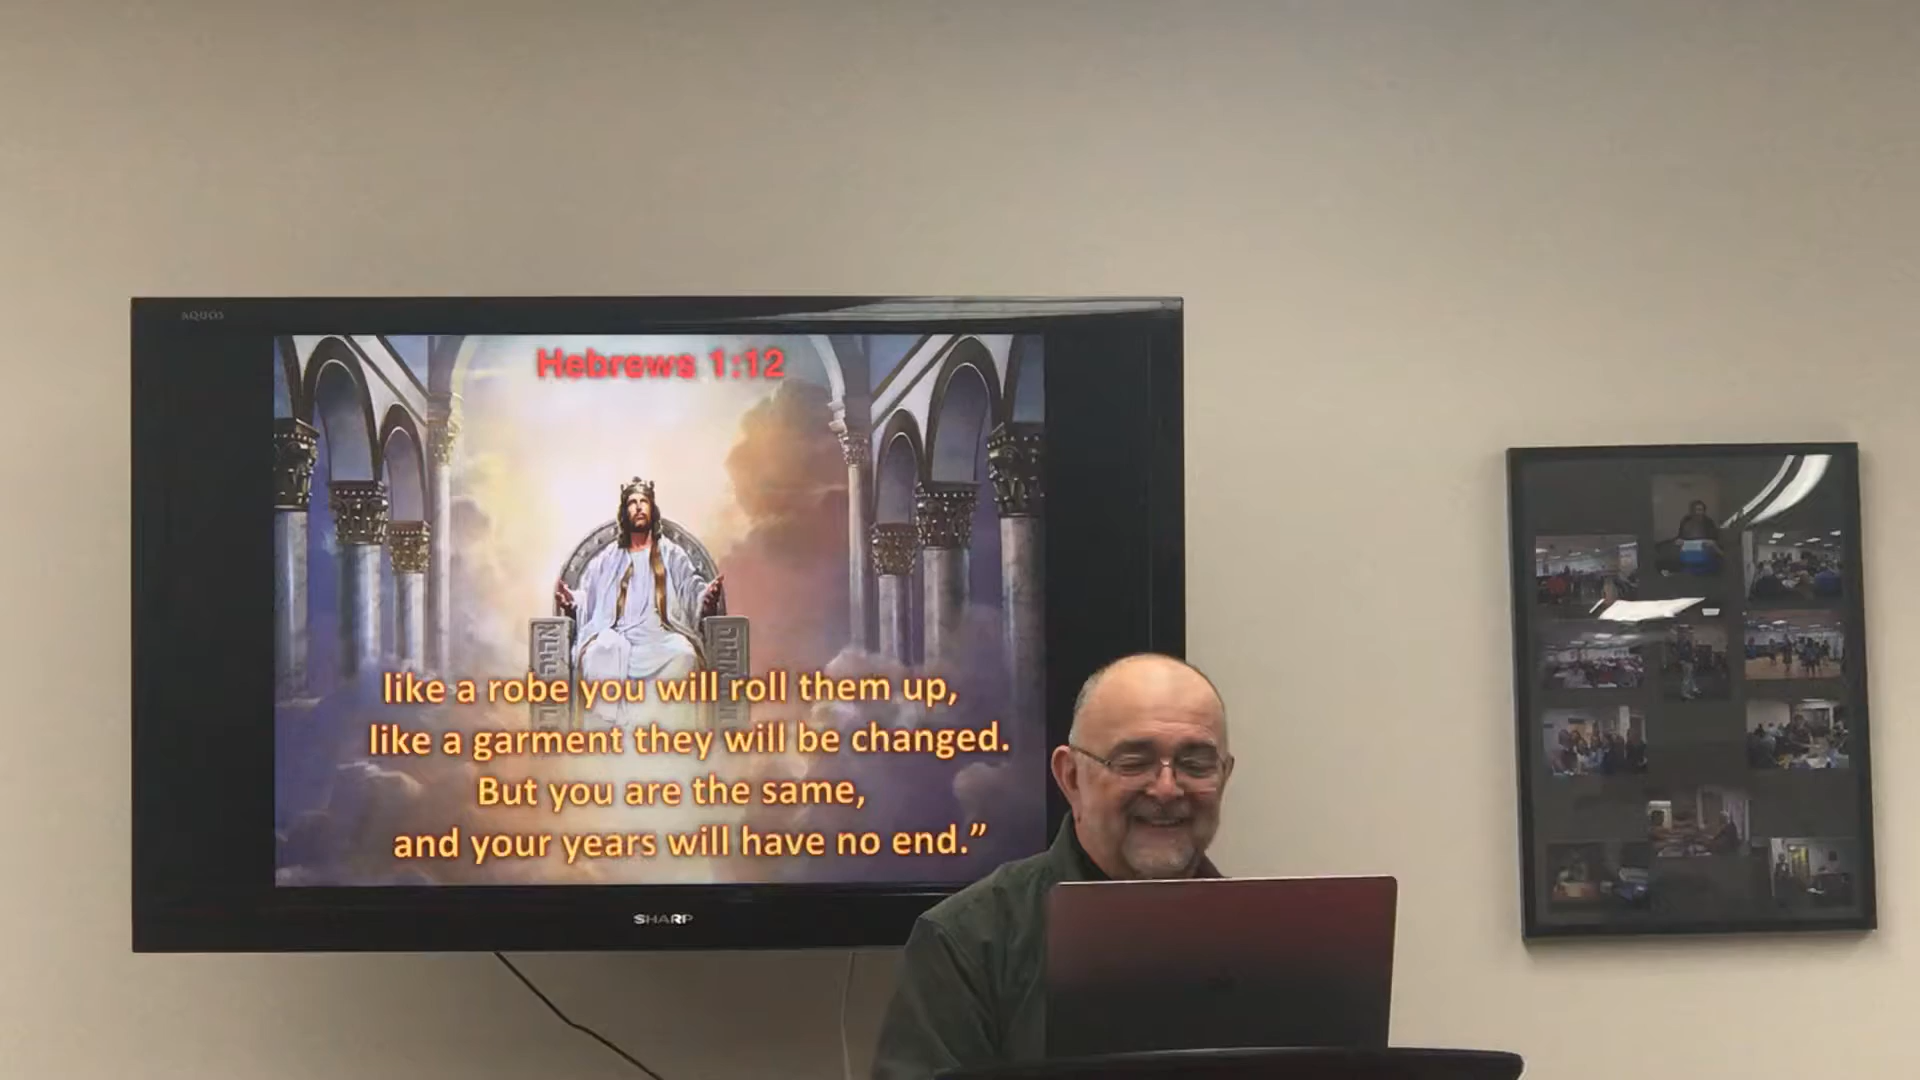 AQUOS
Hebrews 1:12
like a robe you will roll them up,
like a garment they will be changed.
But you are the same,
and your years will have no end.”
SHARP